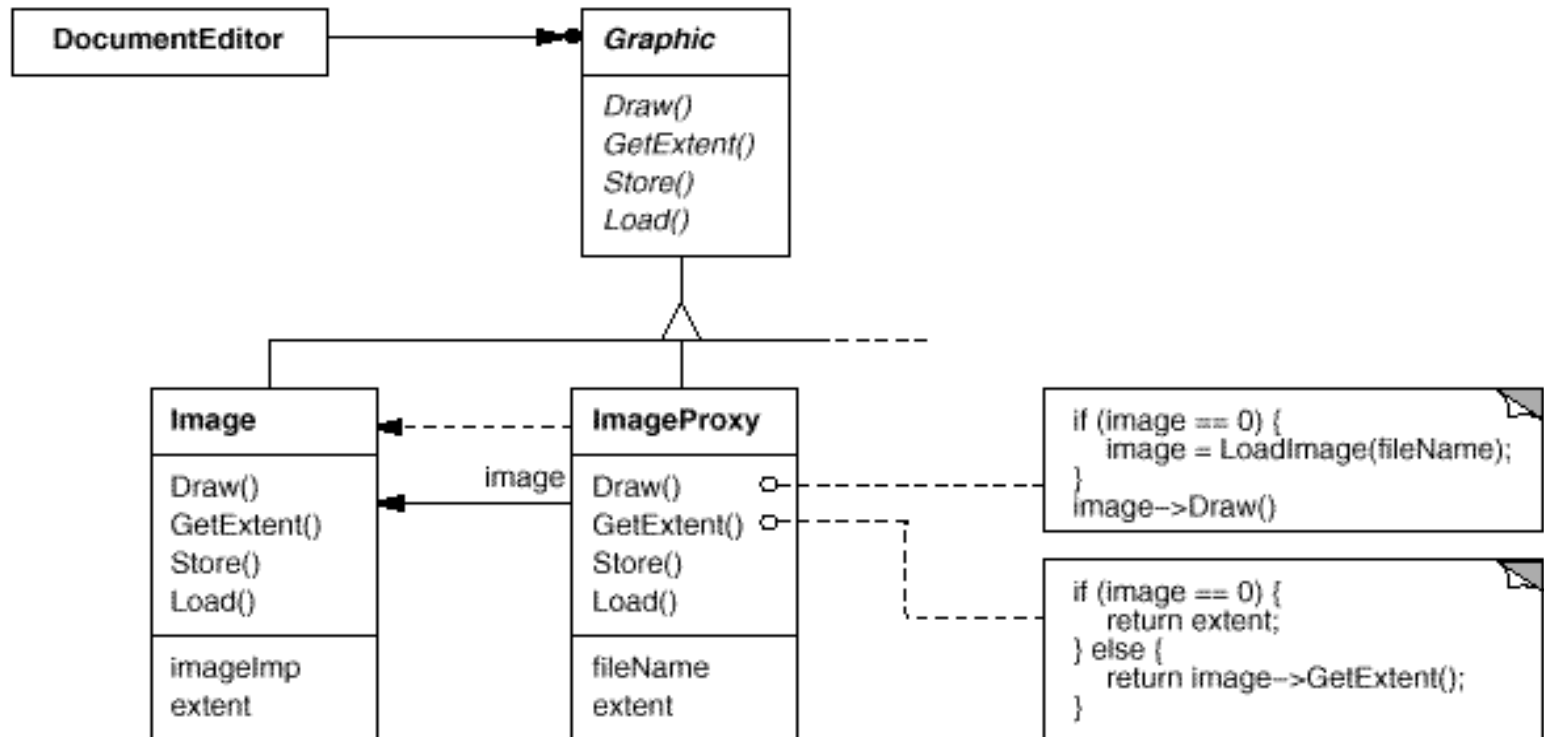 DocumentEditor
Graphic
Draw()
GetExtent()
Store()
Load()
Image
Draw()
GetExtent()
Store()
Load()
imageImp
extent
image
ImageProxy
Draw()
GetExtent()
Store()
Load()
fileName
extent
if (image == 0) {
image = LoadImage(fileName);
}
image->Draw()
if (image == 0) {
return extent;
} else {
return image->GetExtent();
}